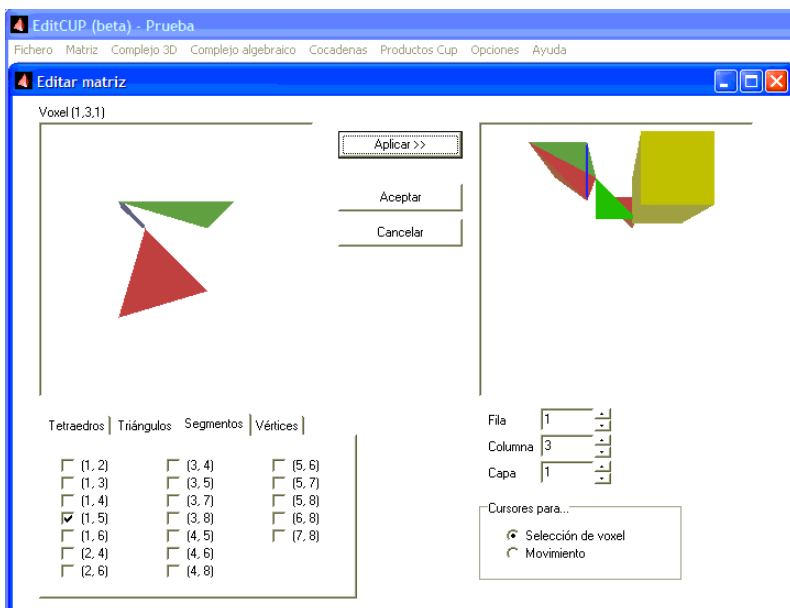 EditCUP (beta) - Prueba
Fichero Matriz Complejo 3D Complejo algebraico Cocadenas Productos Cup Opciones Ayuda
Editar matriz
Voxel (1,3,1)
Aplicar >>
Aceptar
Cancelar
Tetraedros Triángulos Segmentos Vértices
(1, 2) (3, 4) (5, 6)
(1, 3) (3, 5) (5, 7)
(1, 4) (3, 7) (5, 8)
(1, 5) (3, 8) (6, 8)
(1, 6) (4, 5) (7, 8)
(2, 4) (4, 6)
(2, 6) (4, 8)
Fila 1
Columna 3
Capa 1
Cursores para...
Selección de voxel
Movimiento